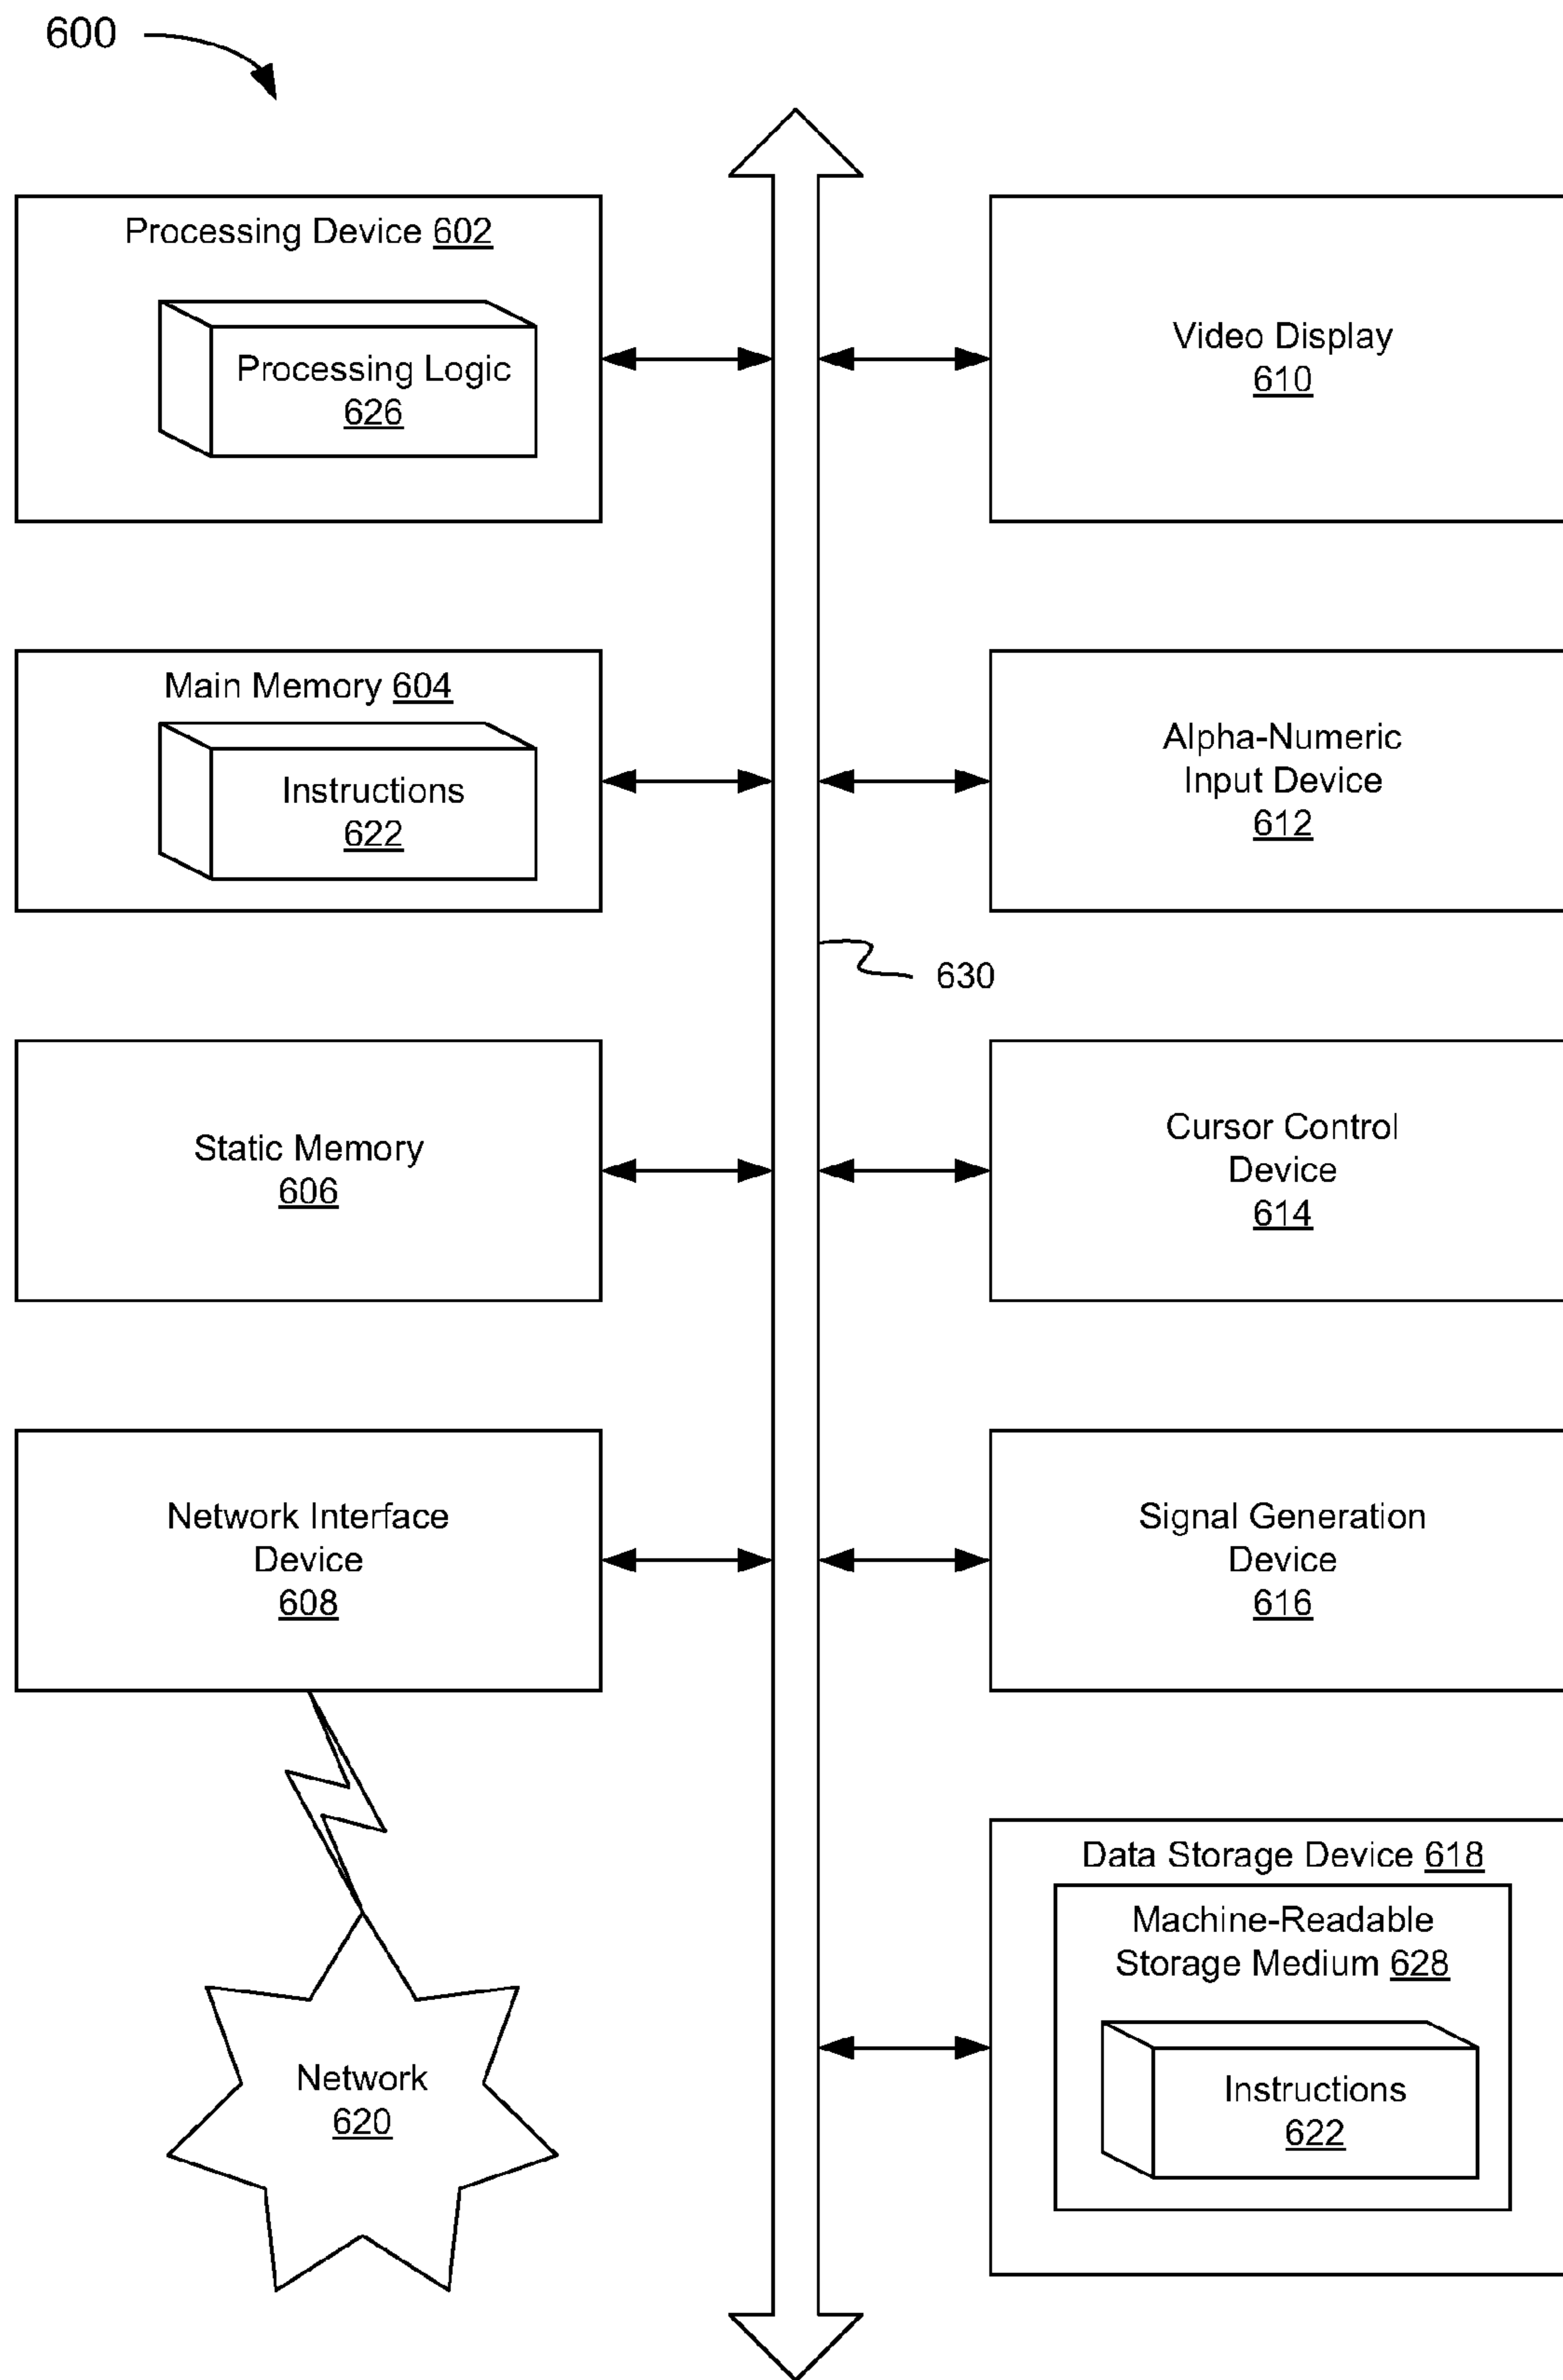 600
Processing Device 602
Processing Logic
626
Video Display
610
Main Memory 604
Instructions
622
Alpha-Numeric
Input Device
612
630
Static Memory
606
Cursor Control
Device
614
Network Interface
Device
608
Signal Generation
Device
616
Data Storage Device 618
Machine-Readable
Storage Medium 628
Instructions
622
Network
620